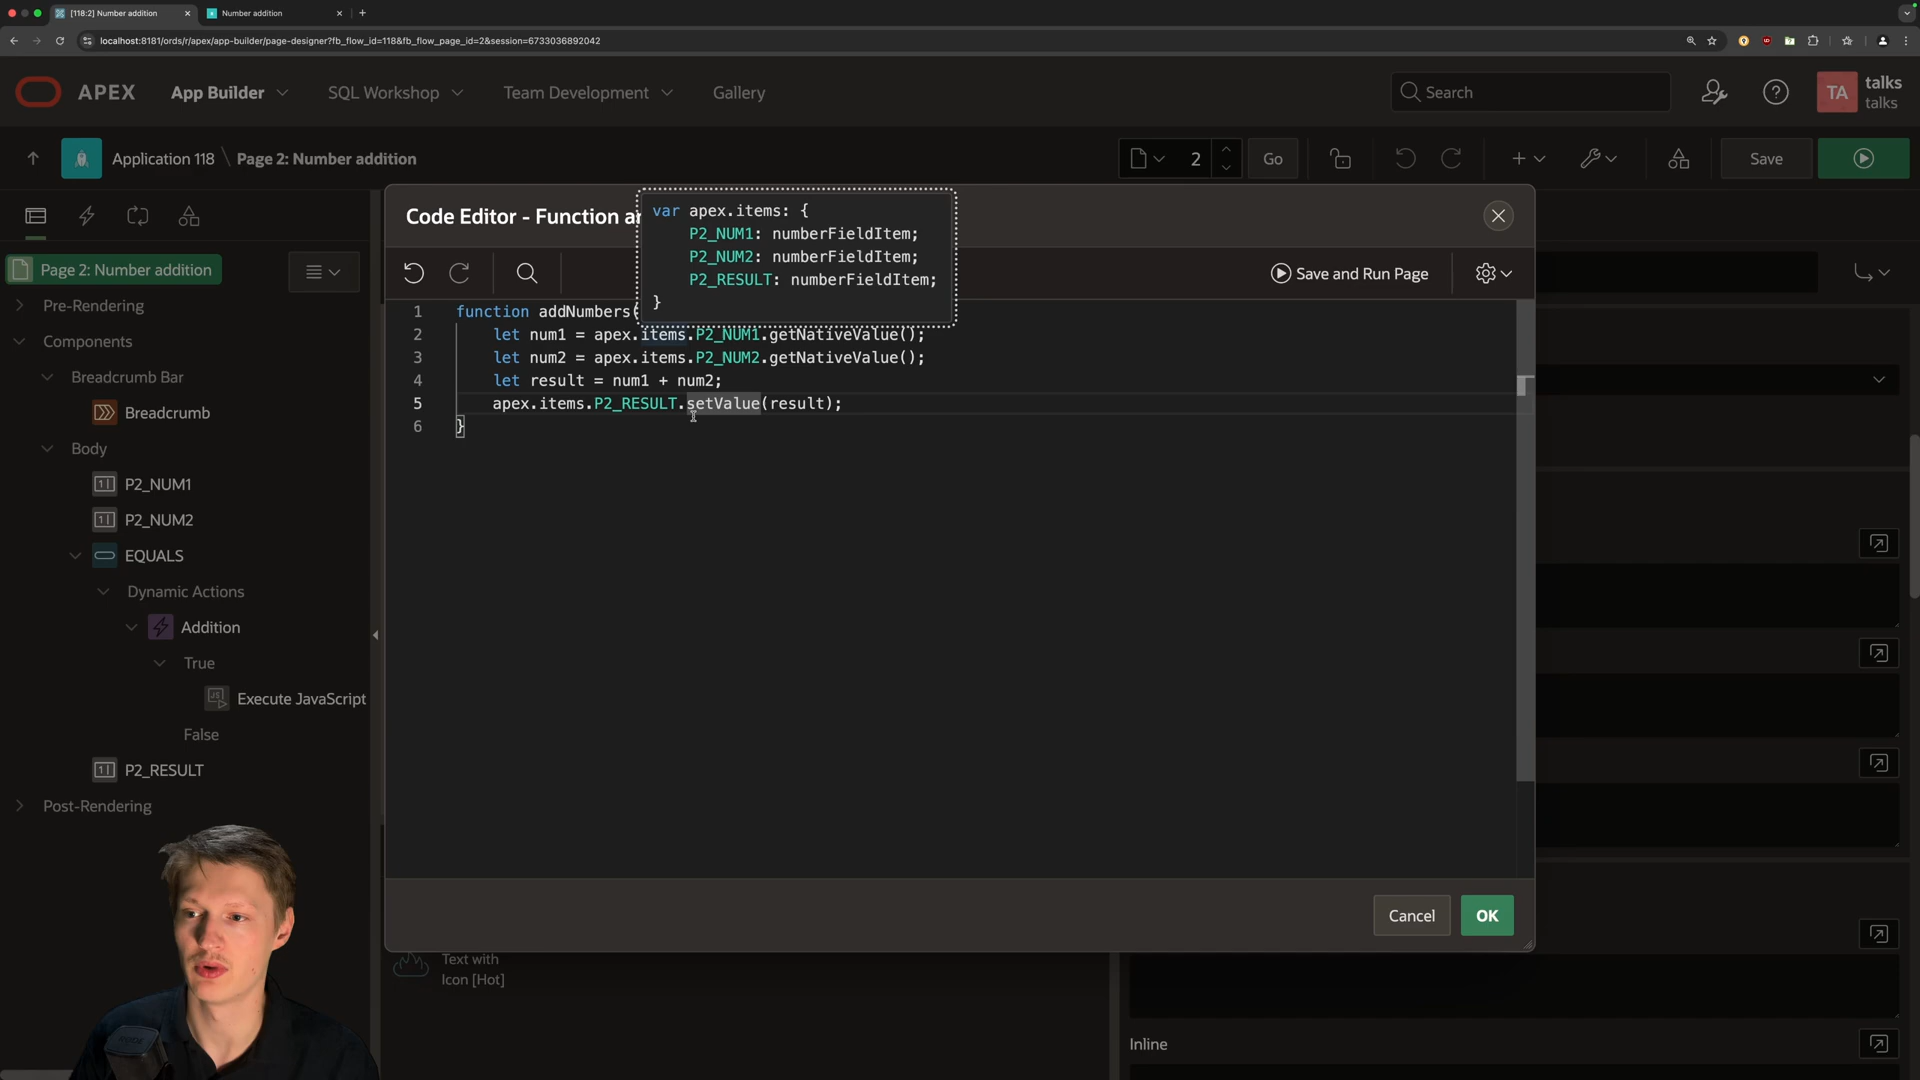 [118:2] Number addition
Number addition
localhost:8181/ords/r/apex/app-builder/page-designer?fb_flow_id=118&fb_flow_page_id=2&session=6733036892042
APEX
App Builder
SQL Workshop
Team Development
Gallery
Search
TA
talks
talks
Application 118 \ Page 2: Number addition
2
Go
Save
Page 2: Number addition
Pre-Rendering
Components
Breadcrumb Bar
Breadcrumb
Body
P2_NUM1
P2_NUM2
EQUALS
Dynamic Actions
Addition
True
Execute JavaScript
False
P2_RESULT
Post-Rendering
Code Editor - Function a
var apex.items: {
P2_NUM1: numberFieldItem;
P2_NUM2: numberFieldItem;
P2_RESULT: numberFieldItem;
}
Save and Run Page
1 function addNumbers(
2 let num1 = apex.items.P2_NUM1.getNativeValue();
3 let num2 = apex.items.P2_NUM2.getNativeValue();
4 let result = num1 + num2;
5 apex.items.P2_RESULT.setValue(result);
6 }
Cancel
OK
Text with
Icon [Hot]
Inline